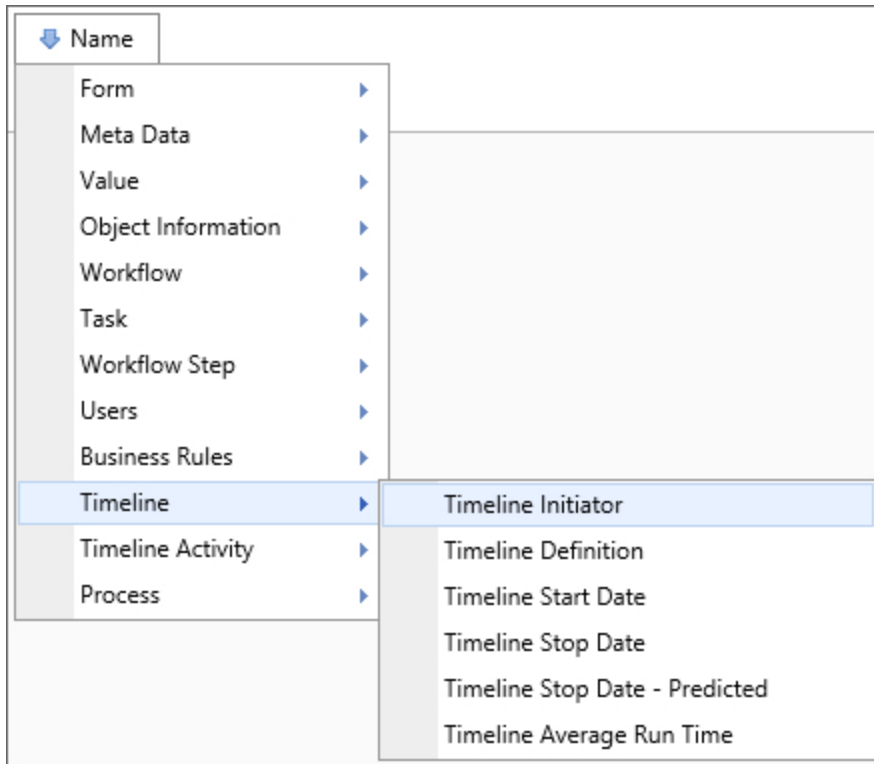 Name
Form
Meta Data
Value
Object Information
Workflow
Task
Workflow Step
Users
Business Rules
Timeline
Timeline Activity
Process
Timeline Initiator
Timeline Definition
Timeline Start Date
Timeline Stop Date
Timeline Stop Date - Predicted
Timeline Average Run Time